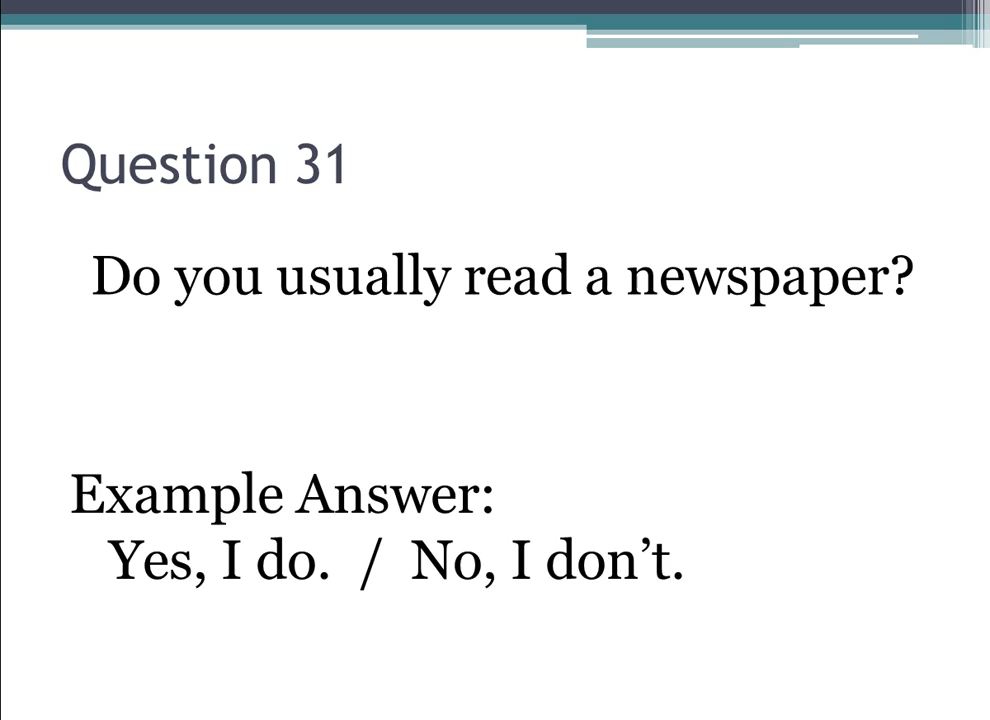 Question 31
Do you usually read a newspaper?
Example Answer:
Yes, I do.  /  No, I don’t.